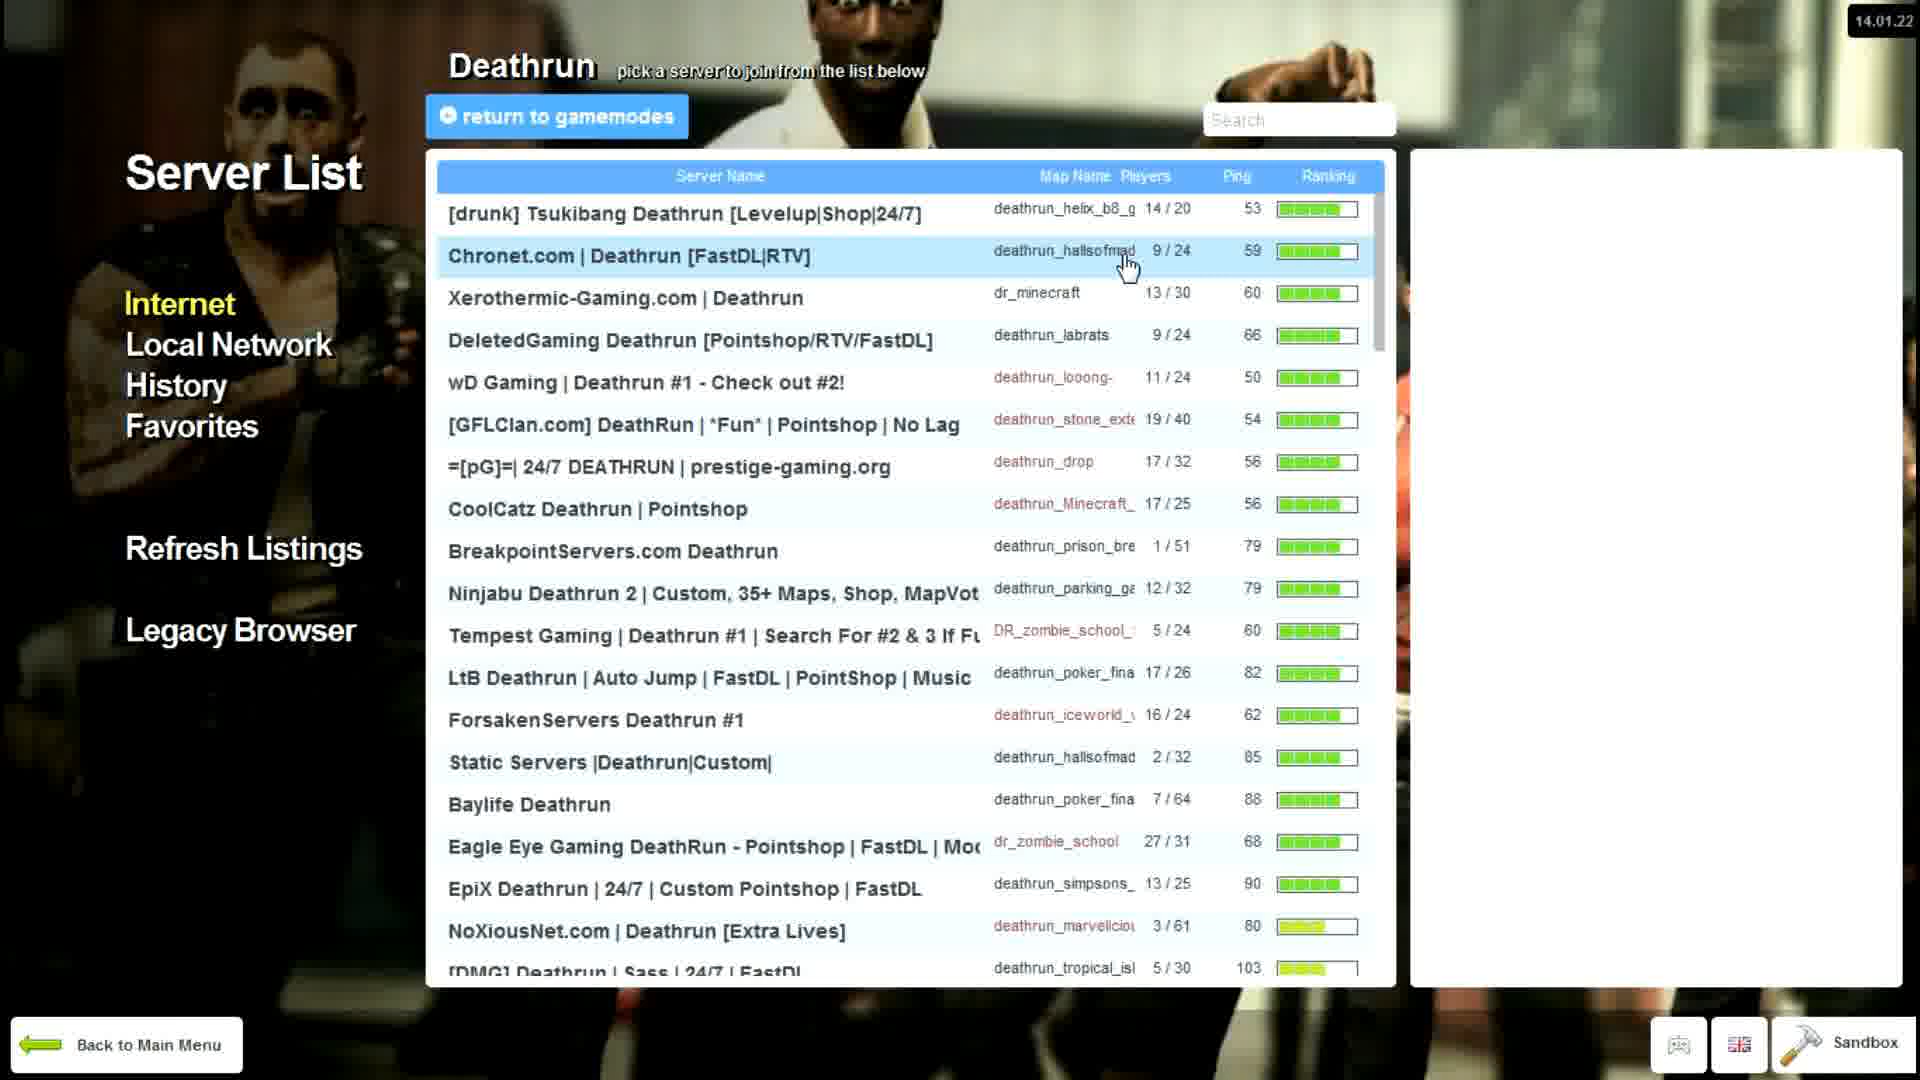 14.01.22
Deathrun pick a server to join from the list below
return to gamemodes
Search
Server List
Internet
Local Network
History
Favorites
Refresh Listings
Legacy Browser
Server Name Map Name Players Ping Ranking
[drunk] Tsukibang Deathrun [Levelup|Shop|24/7] deathrun_helix_b8_g 14 / 20 53
Chronet.com | Deathrun [FastDL|RTV] deathrun_hallsofmad 9 / 24 59
Xerothermic-Gaming.com | Deathrun dr_minecraft 13 / 30 60
DeletedGaming Deathrun [Pointshop/RTV/FastDL] deathrun_labrats 9 / 24 66
wD Gaming | Deathrun #1 - Check out #2! deathrun_looong- 11 / 24 50
[GFLClan.com] DeathRun | *Fun* | Pointshop | No Lag deathrun_stone_exte 19 / 40 54
=[pG]=| 24/7 DEATHRUN | prestige-gaming.org deathrun_drop 17 / 32 56
CoolCatz Deathrun | Pointshop deathrun_Minecraft_ 17 / 25 56
BreakpointServers.com Deathrun deathrun_prison_bre 1 / 51 79
Ninjabu Deathrun 2 | Custom, 35+ Maps, Shop, MapVot deathrun_parking_ga 12 / 32 79
Tempest Gaming | Deathrun #1 | Search For #2 & 3 If Fu DR_zombie_school_ 5 / 24 60
LtB Deathrun | Auto Jump | FastDL | PointShop | Music deathrun_poker_fina 17 / 26 82
ForsakenServers Deathrun #1 deathrun_iceworld_v 16 / 24 62
Static Servers |Deathrun|Custom| deathrun_hallsofmad 2 / 32 85
Baylife Deathrun deathrun_poker_fina 7 / 64 88
Eagle Eye Gaming DeathRun - Pointshop | FastDL | Moc dr_zombie_school 27 / 31 68
EpiX Deathrun | 24/7 | Custom Pointshop | FastDL deathrun_simpsons_ 13 / 25 90
NoXiousNet.com | Deathrun [Extra Lives] deathrun_marveliciou 3 / 61 80
[DMG] Deathrun | Sass | 24/7 | FastDL deathrun_tropical_isl 5 / 30 103
Back to Main Menu
Sandbox